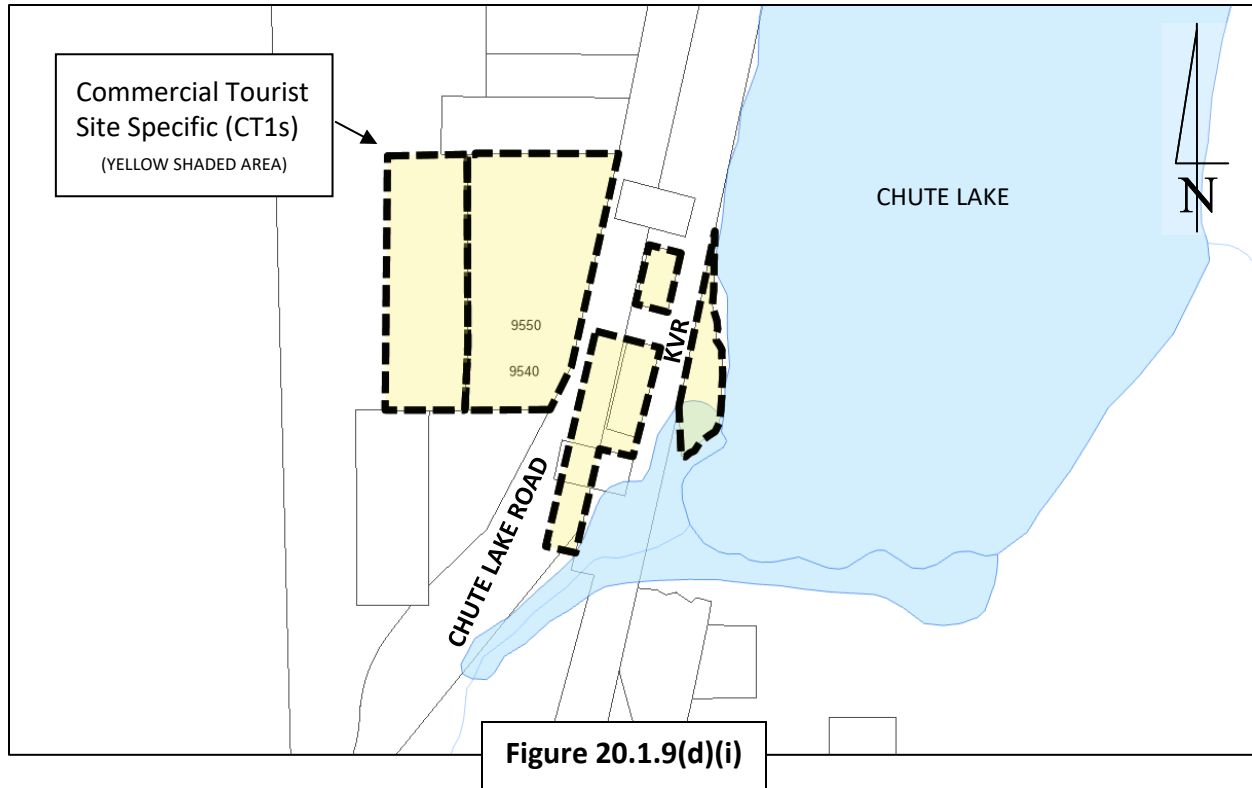 Commercial Tourist
Site Specific (CT1s)
(YELLOW SHADED AREA)
CHUTE LAKE
N
9550
9540
KVR
CHUTE LAKE ROAD
Figure 20.1.9(d)(i)